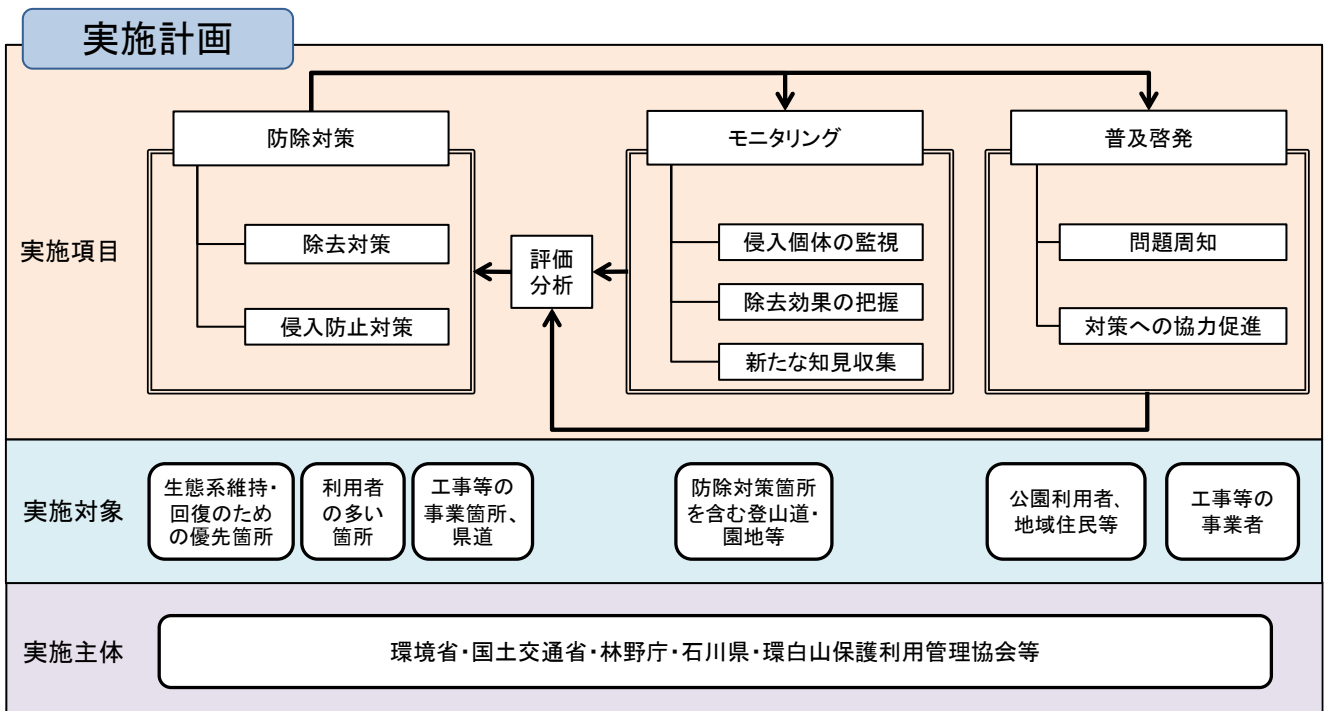 実施計画
実施項目
防除対策
除去対策
侵入防止対策
評価
分析
モニタリング
侵入個体の監視
除去効果の把握
新たな知見収集
普及啓発
問題周知
対策への協力促進
実施対象
生態系維持・
回復のため
の優先箇所
利用者
の多い
箇所
工事等の
事業箇所、
県道
防除対策箇所
を含む登山道・
園地等
公園利用者、
地域住民等
工事等の
事業者
実施主体
環境省・国土交通省・林野庁・石川県・環白山保護利用管理協会等